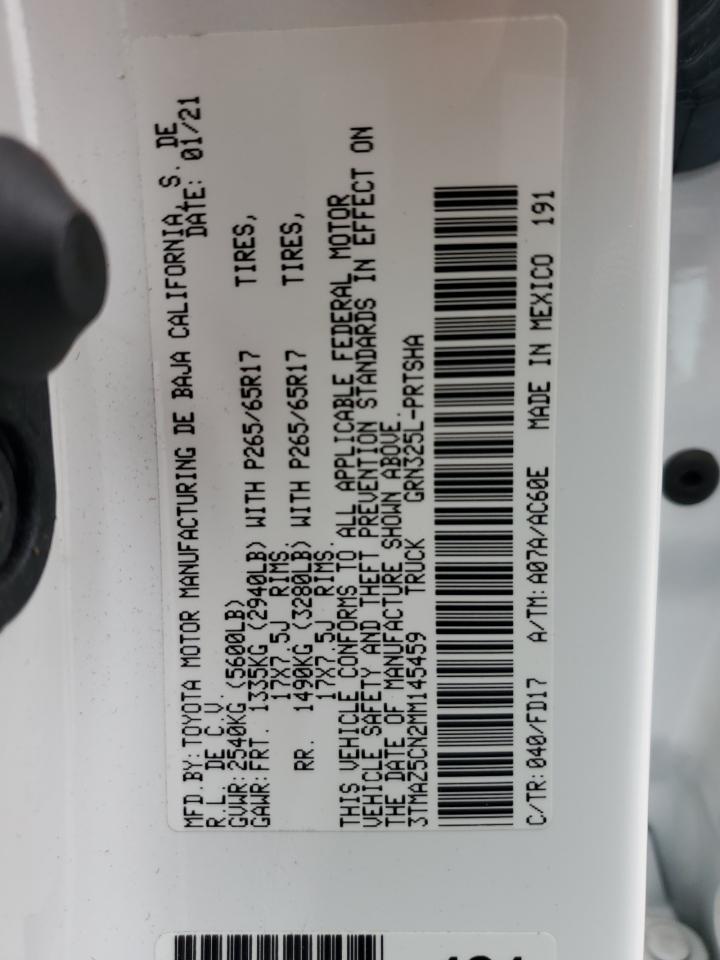 MFD.BY:TOYOTA MOTOR MANUFACTURING DE BAJA CALIFORNIA, S. DE
R.L. DE C.V. DATE: 01/21
GVWR:2540KG (5600LB)
GAWR:FRT. 1335KG (2940LB) WITH P265/65R17 TIRES,
17X7.5J RIMS.
RR. 1490KG (3280LB) WITH P265/65R17 TIRES,
17X7.5J RIMS.
THIS VEHICLE CONFORMS TO ALL APPLICABLE FEDERAL MOTOR
VEHICLE SAFETY AND THEFT PREVENTION STANDARDS IN EFFECT ON
THE DATE OF MANUFACTURE SHOWN ABOVE.
3TMAZ5CN2MM145459 TRUCK GRN325L-PRTSHA
C/TR:040/FD17 A/TM:A07A/AC60E MADE IN MEXICO 191